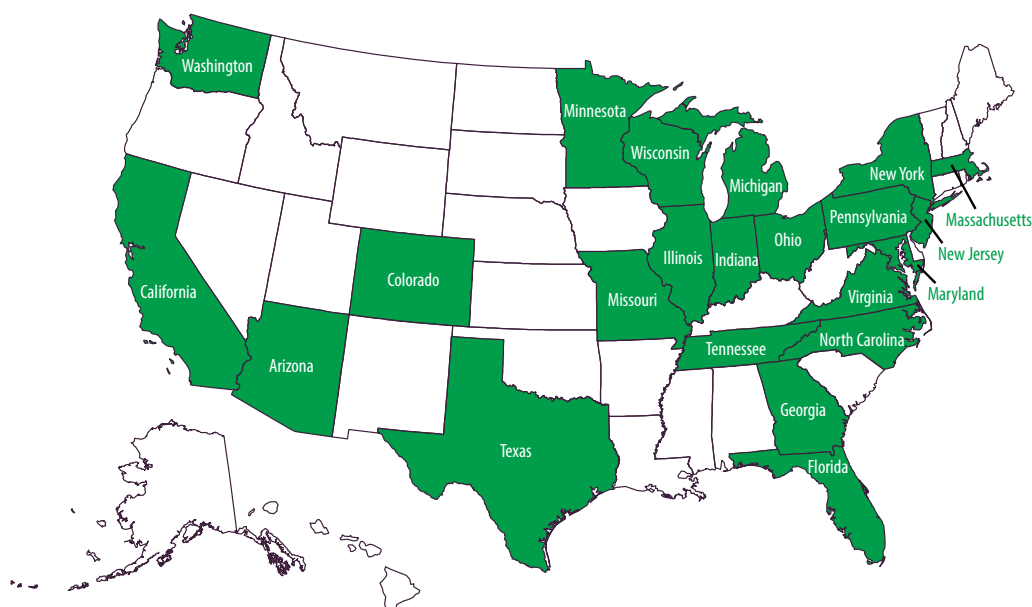 Washington
Minnesota
Wisconsin
Michigan
New York
Massachusetts
Pennsylvania
New Jersey
Ohio
Illinois
Indiana
Colorado
California
Missouri
Virginia
Maryland
North Carolina
Tennessee
Arizona
Georgia
Texas
Florida